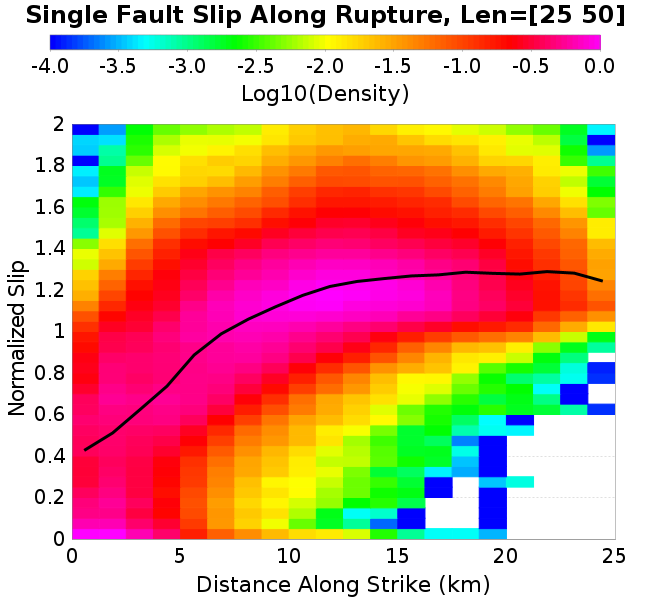 Single Fault Slip Along Rupture, Len=[25 50]
-4.0 -3.5 -3.0 -2.5 -2.0 -1.5 -1.0 -0.5 0.0
Log10(Density)
2
1.8
1.6
1.4
1.2
1
0.8
0.6
0.4
0.2
0
Normalized Slip
0 5 10 15 20 25
Distance Along Strike (km)